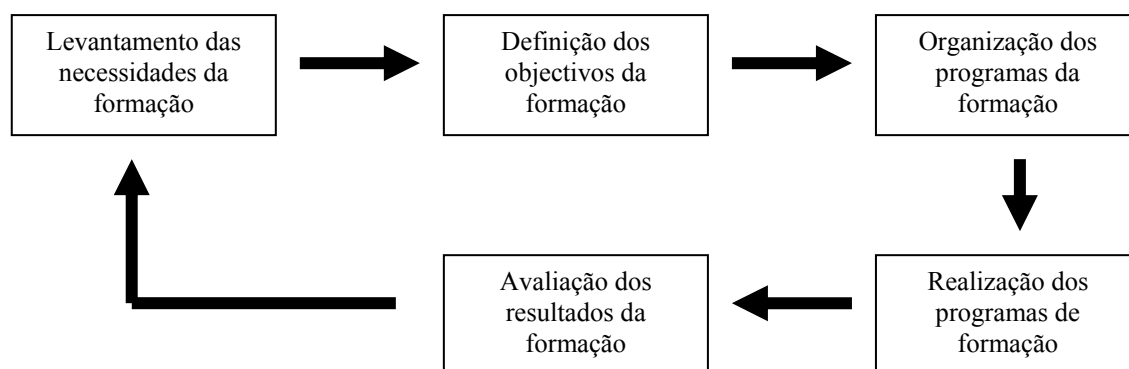 Levantamento das
necessidades da
formação
Definição dos
objectivos da
formação
Organização dos
programas da
formação
Avaliação dos
resultados da
formação
Realização dos
programas de
formação